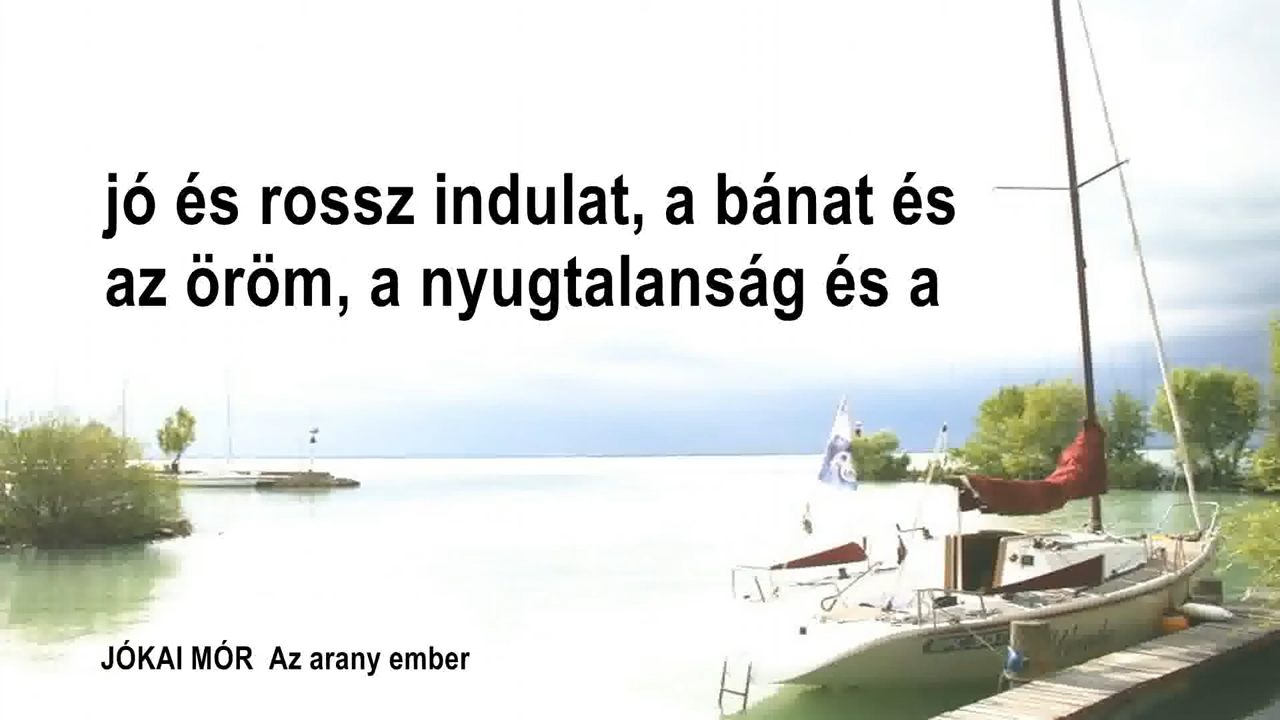 jó és rossz indulat, a bánat és
az öröm, a nyugtalanság és a
JÓKAI MÓR Az arany ember